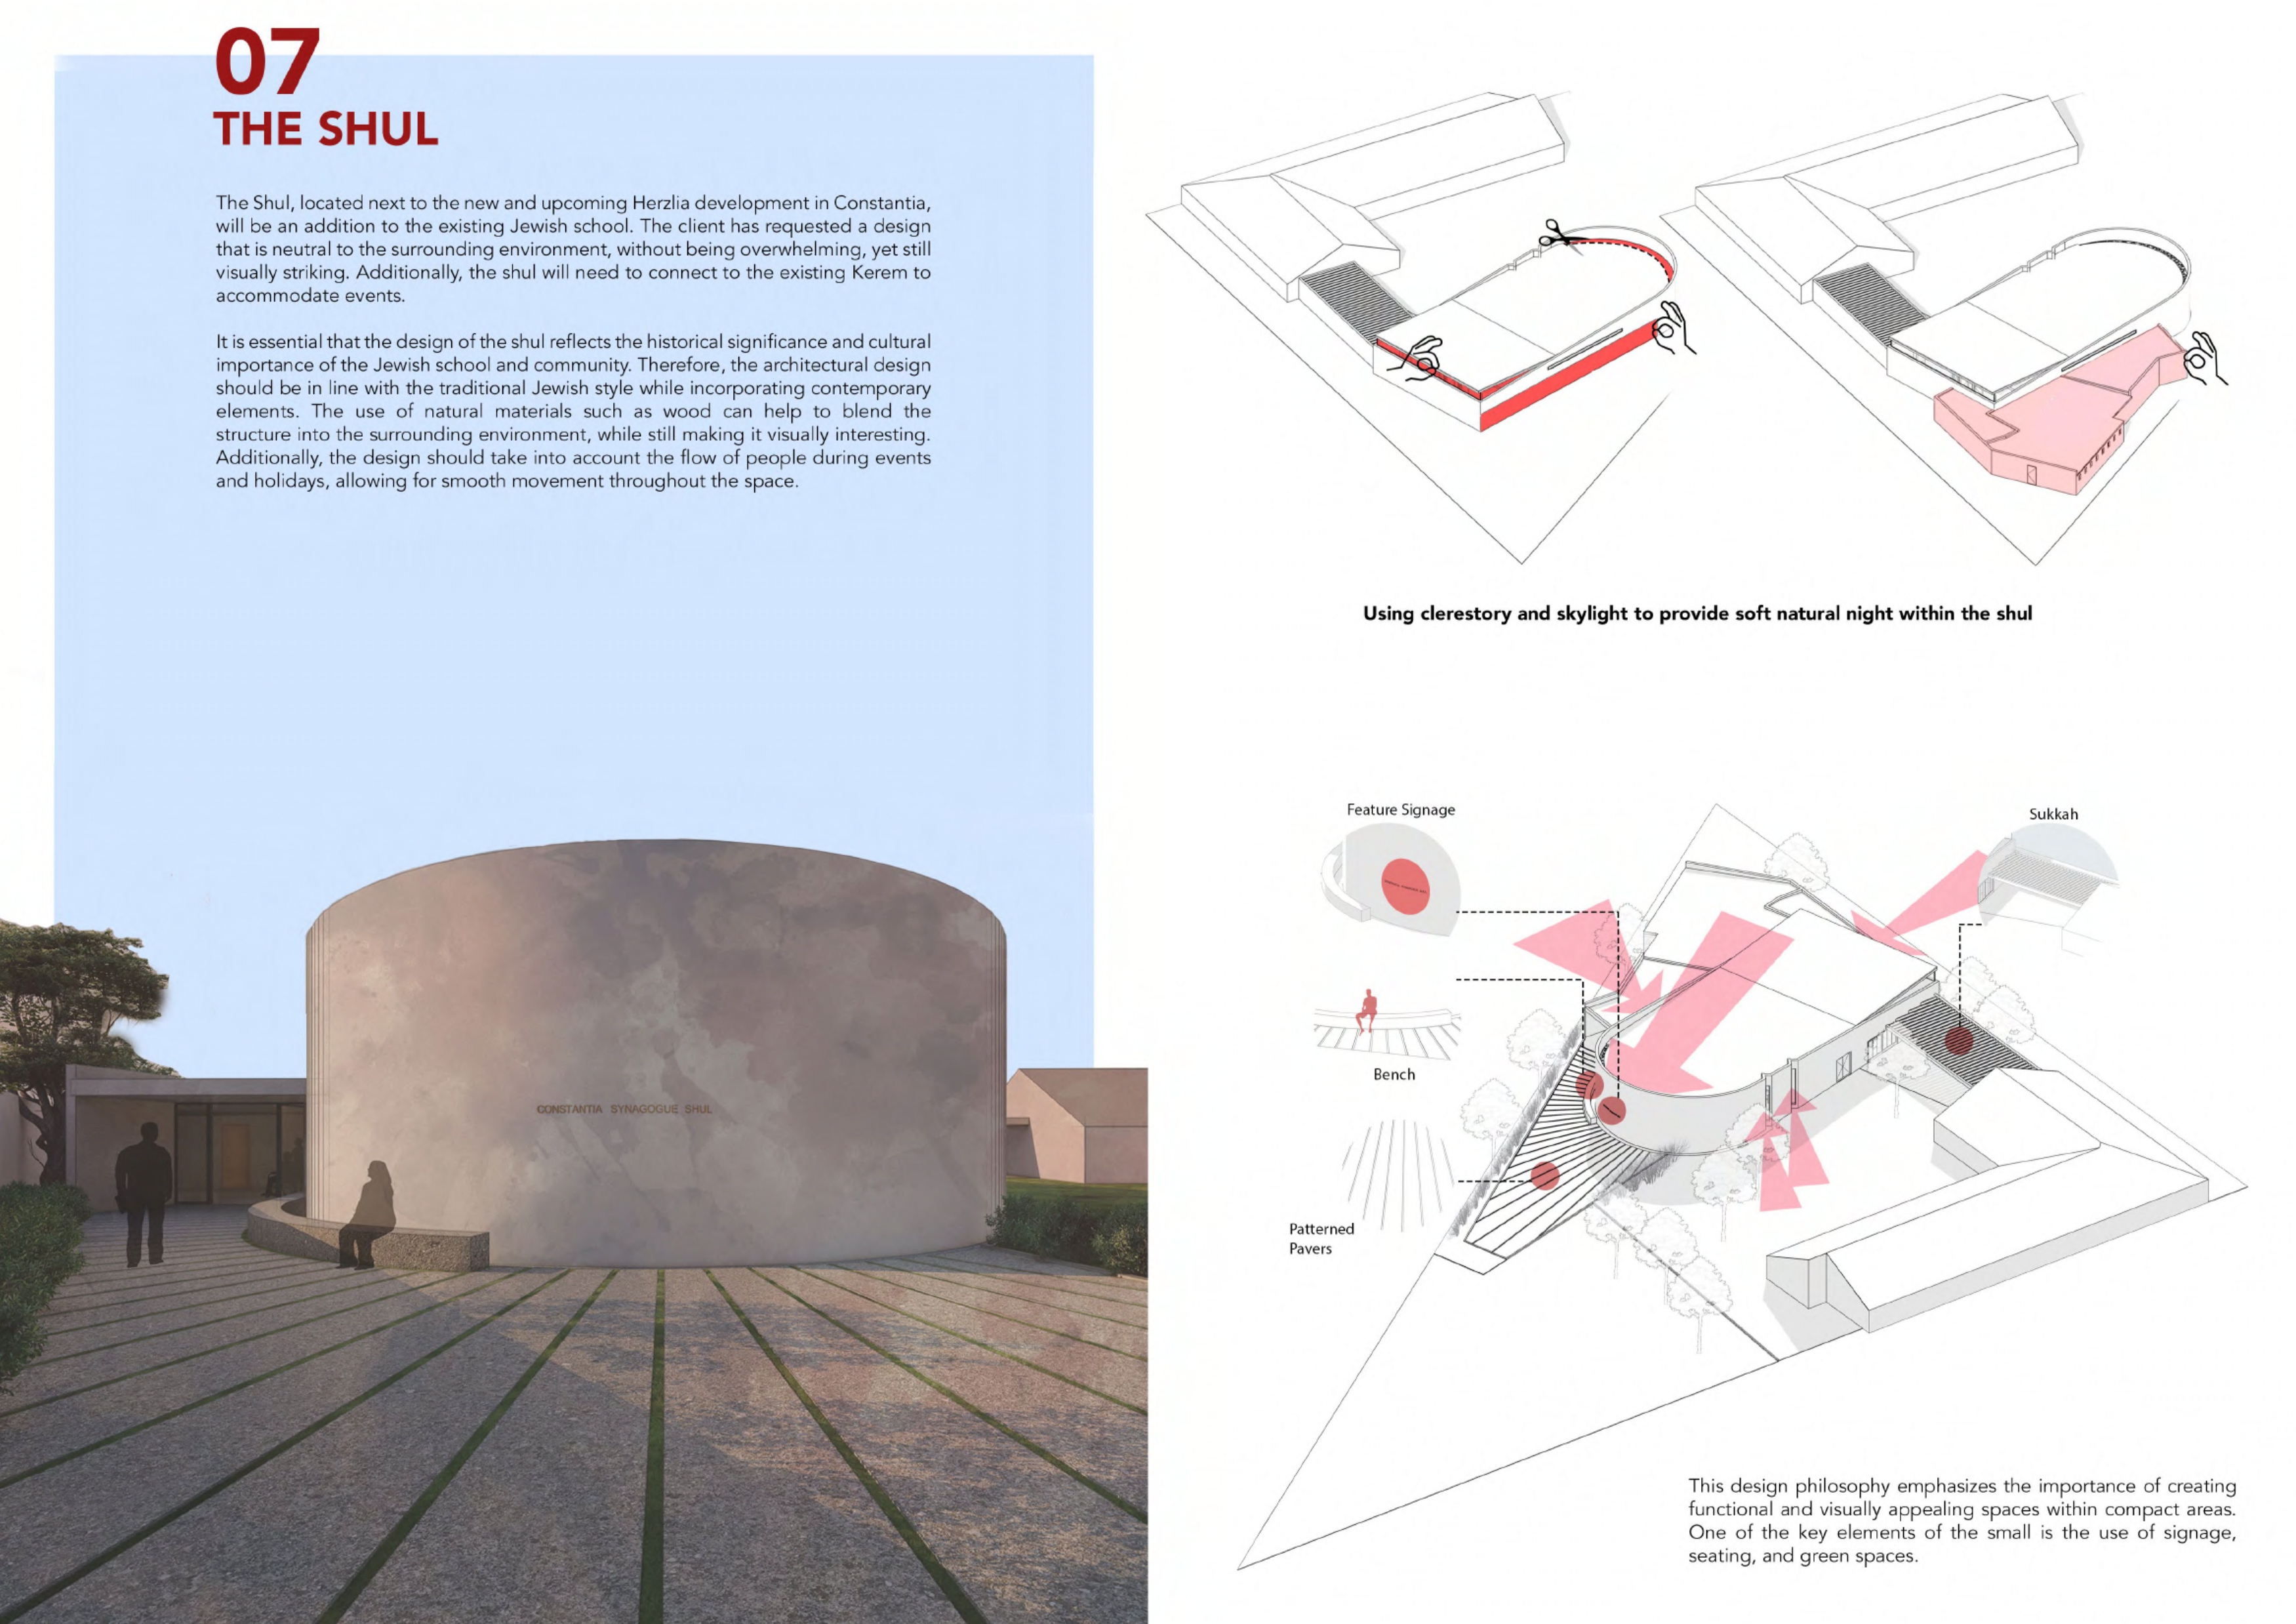 07
THE SHUL
The Shul, located next to the new and upcoming Herzlia development in Constantia,
will be an addition to the existing Jewish school. The client has requested a design
that is neutral to the surrounding environment, without being overwhelming, yet still
visually striking. Additionally, the shul will need to connect to the existing Kerem to
accommodate events.
It is essential that the design of the shul reflects the historical significance and cultural
importance of the Jewish school and community. Therefore, the architectural design
should be in line with the traditional Jewish style while incorporating contemporary
elements. The use of natural materials such as wood can help to blend the
structure into the surrounding environment, while still making it visually interesting.
Additionally, the design should take into account the flow of people during events
and holidays, allowing for smooth movement throughout the space.
CONSTANTIA SYNAGOGUE SHUL
Using clerestory and skylight to provide soft natural night within the shul
Feature Signage
Sukkah
Bench
Patterned
Pavers
This design philosophy emphasizes the importance of creating
functional and visually appealing spaces within compact areas.
One of the key elements of the small is the use of signage,
seating, and green spaces.